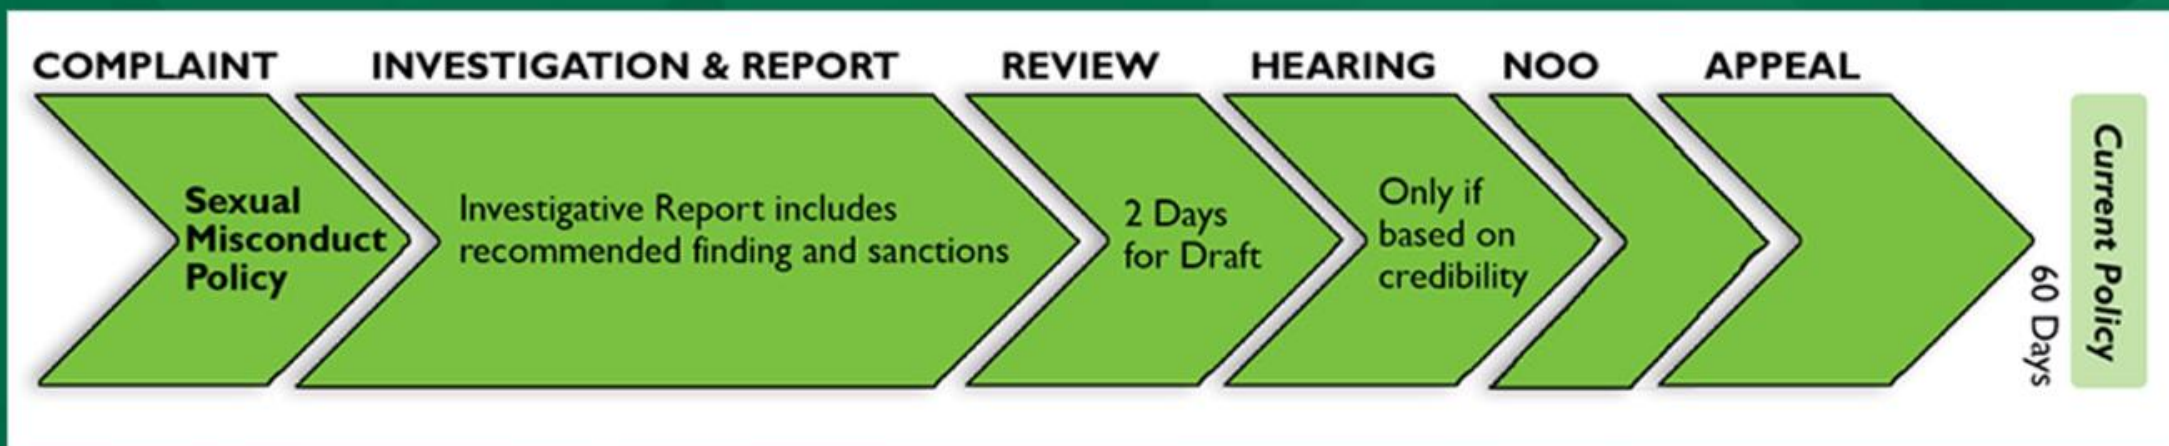 COMPLAINT
INVESTIGATION & REPORT
REVIEW
HEARING
NOO
APPEAL
Sexual
Misconduct
Policy
Investigative Report includes
recommended finding and sanctions
2 Days
for Draft
Only if
based on
credibility
60 Days
Current Policy